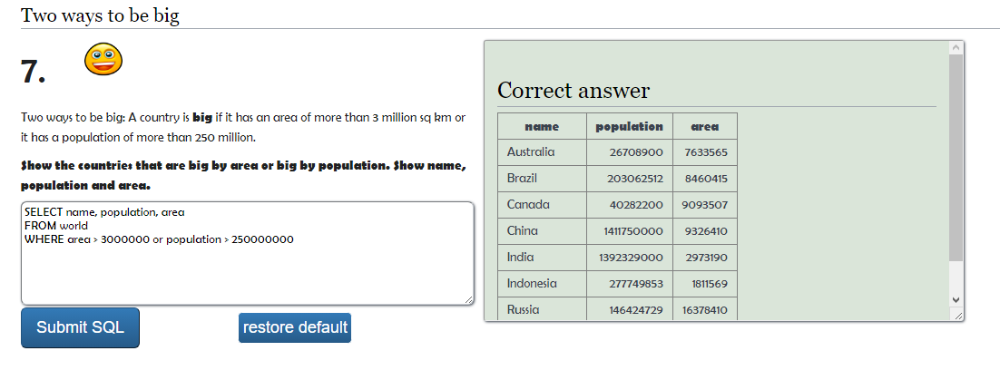 Two ways to be big
7.
Two ways to be big: A country is big if it has an area of more than 3 million sq km or
it has a population of more than 250 million.
Show the countries that are big by area or big by population. Show name,
population and area.
SELECT name, population, area
FROM world
WHERE area > 3000000 or population > 250000000
Submit SQL
restore default
Correct answer
name population area
Australia 26708900 7633565
Brazil 203062512 8460415
Canada 40282200 9093507
China 1411750000 9326410
India 1392329000 2973190
Indonesia 277749853 1811569
Russia 146424729 16378410